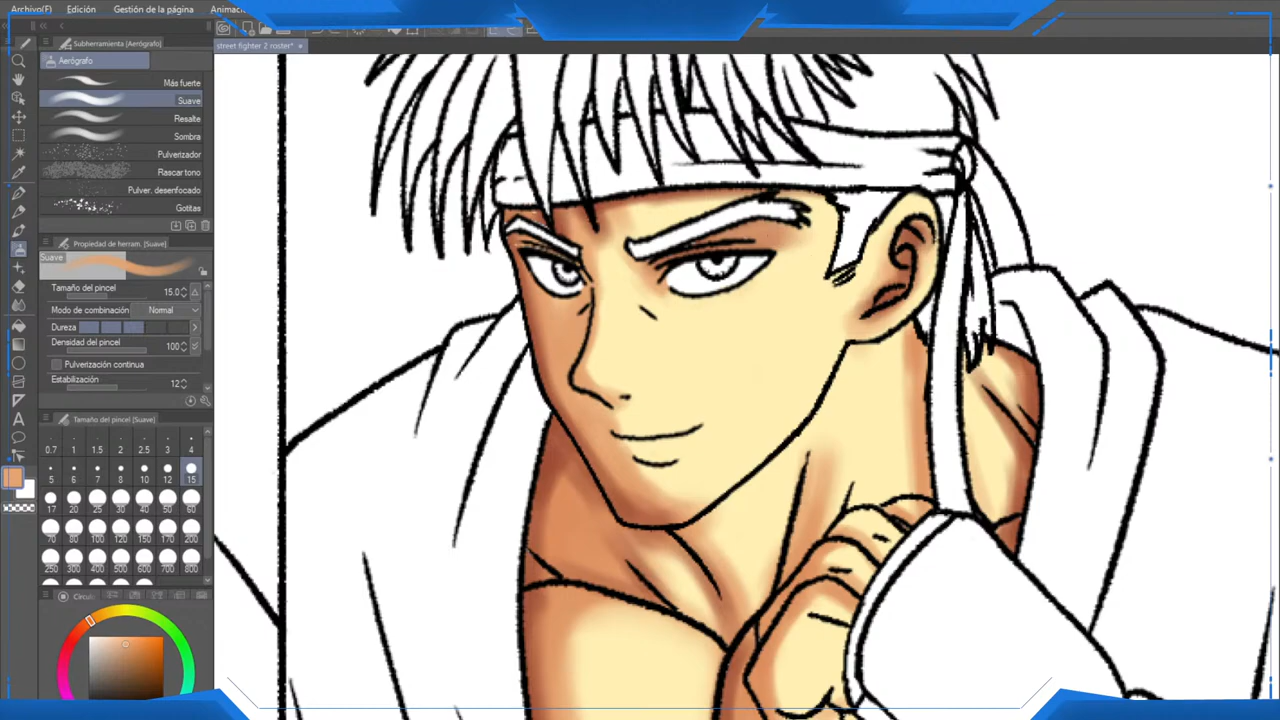 Archivo(F) Edición Gestión de la página Animac
street fighter 2 roster*
Subherramienta [Aerógrafo]
Aerógrafo
Más fuerte
Suave
Resalte
Sombra
Pulverizador
Rascar tono
Pulver. desenfocado
Gotitas
Propiedad de herram. [Suave]
Suave
Tamaño del pincel 15.0
Modo de combinación Normal
Dureza
Densidad del pincel 100
Pulverización continua
Estabilización 12
Tamaño del pincel [Suave]
0.7 1 1.5 2 2.5 3 4
5 6 7 8 10 12 15
17 20 25 30 40 50 60
70 80 100 120 150 170 200
250 300 400 500 600 700 800
Círculo